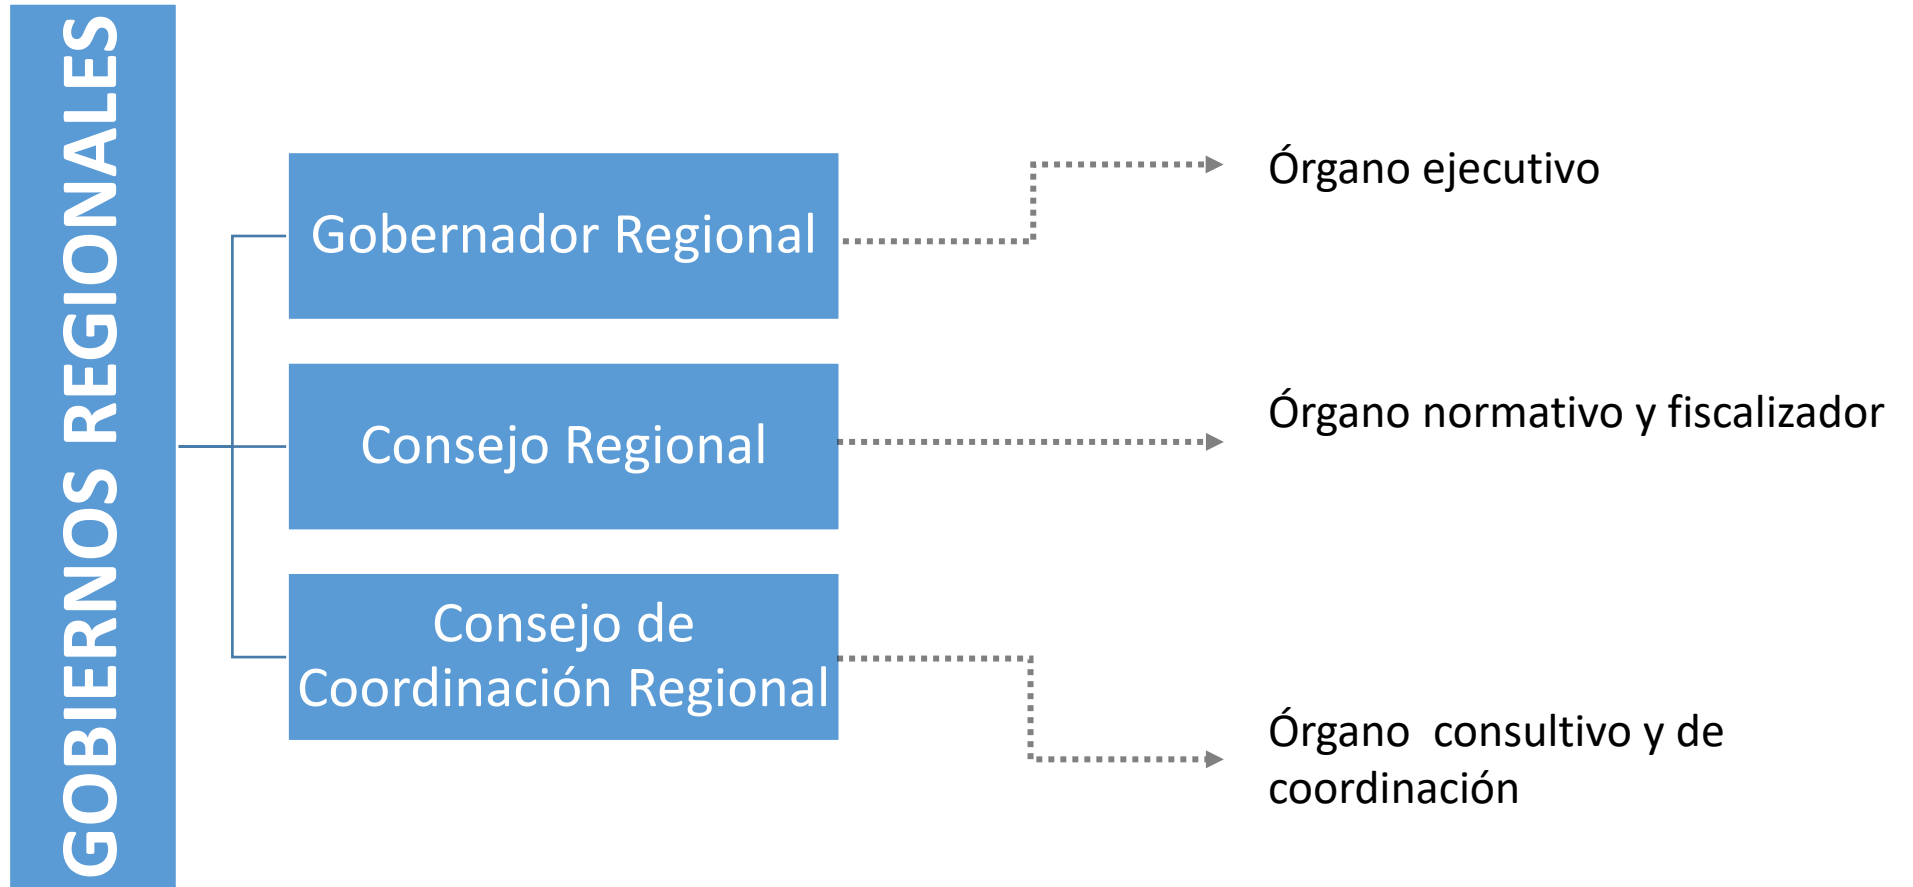 GOBIERNOS REGIONALES
Gobernador Regional
Órgano ejecutivo
Consejo Regional
Órgano normativo y fiscalizador
Consejo de
Coordinación Regional
Órgano consultivo y de
coordinación